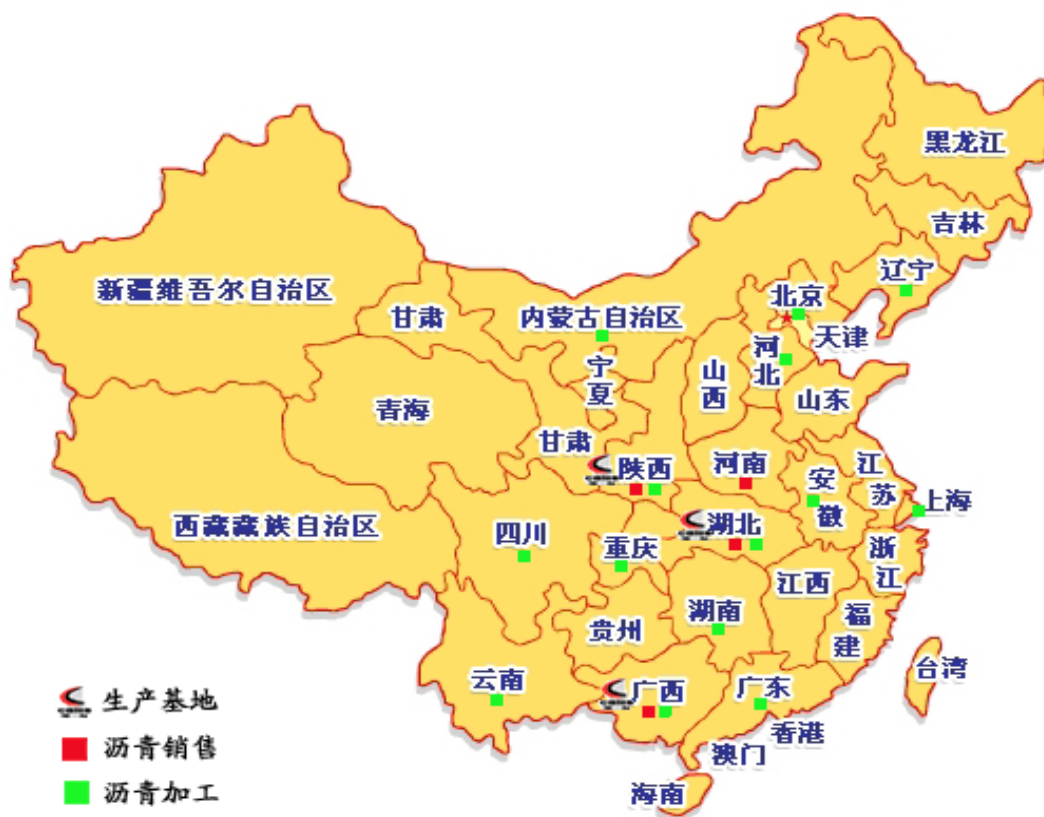 黑龙江
吉林
辽宁
新疆维吾尔自治区
北京
甘肃
内蒙古自治区
天津
河北
宁夏
山西
山东
青海
甘肃
陕西
河南
江苏
安徽
上海
西藏藏族自治区
四川
重庆
湖北
浙江
江西
湖南
福建
贵州
台湾
云南
广西
广东
香港
澳门
海南
生产基地
沥青销售
沥青加工